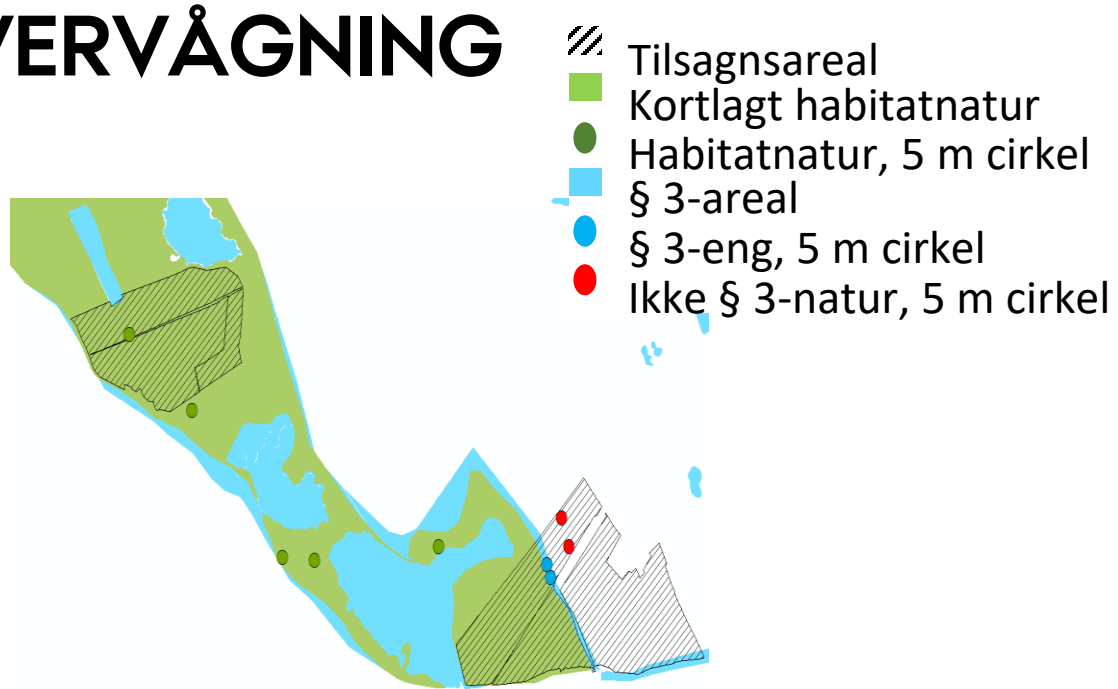 VERVÅGNING
Tilsagnsareal
Kortlagt habitatnatur
Habitatnatur, 5 m cirkel
§ 3-areal
§ 3-eng, 5 m cirkel
Ikke § 3-natur, 5 m cirkel